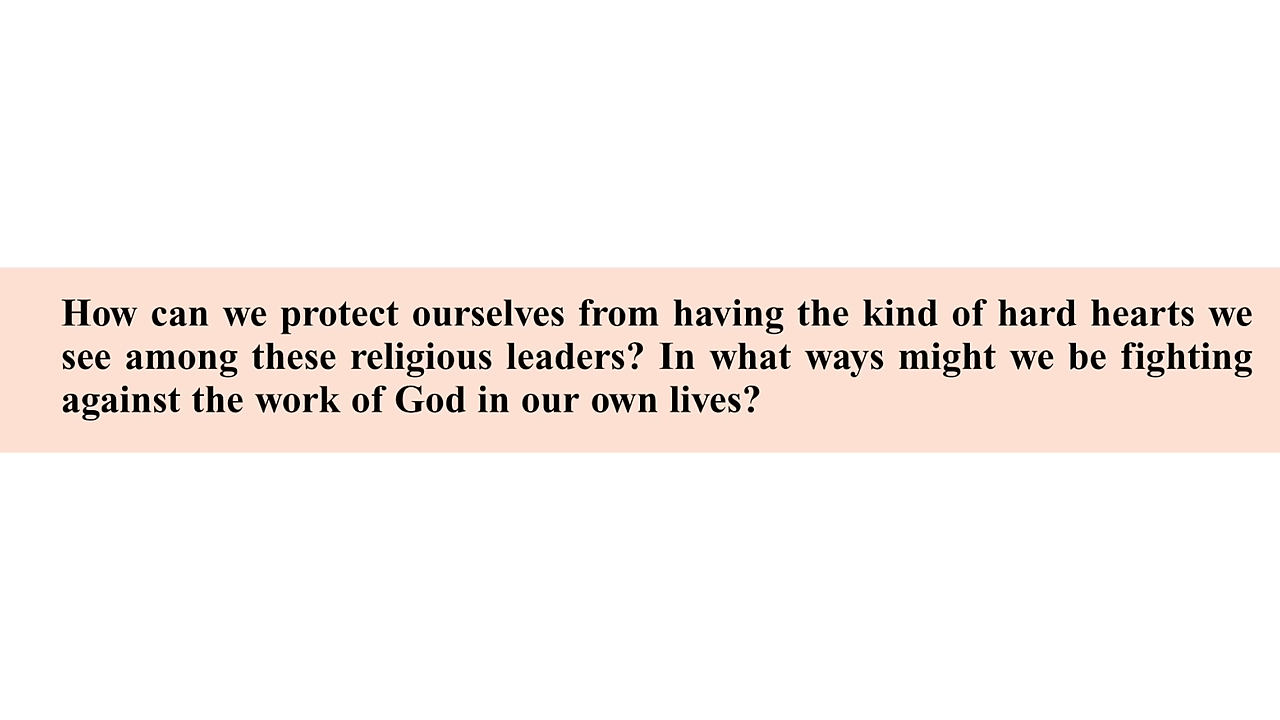 How can we protect ourselves from having the kind of hard hearts we
see among these religious leaders? In what ways might we be fighting
against the work of God in our own lives?